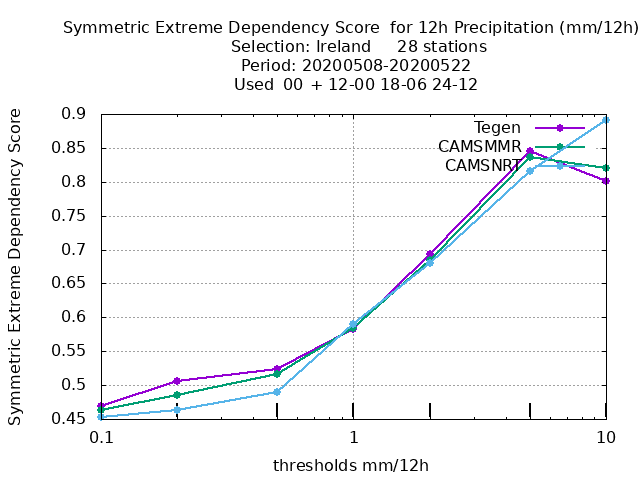 Symmetric Extreme Dependency Score  for 12h Precipitation (mm/12h)
Selection: Ireland     28 stations
Period: 20200508-20200522
Used  00  + 12-00 18-06 24-12
Symmetric Extreme Dependency Score
0.9
0.85
0.8
0.75
0.7
0.65
0.6
0.55
0.5
0.45
Tegen
CAMSMMR
CAMSNRT
0.1
1
10
thresholds mm/12h